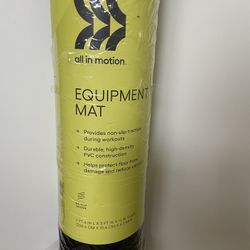 all in motion
EQUIPMENT
MAT
• Provides non-slip traction
during workouts
• Durable, high-density
PVC construction
• Helps protect floor from
damage and reduce